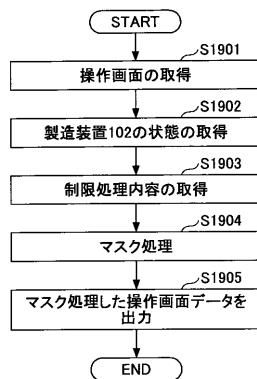 START
S1901
操作画面の取得
S1902
製造装置102の状態の取得
S1903
制限処理内容の取得
S1904
マスク処理
S1905
マスク処理した操作画面データを
出力
END